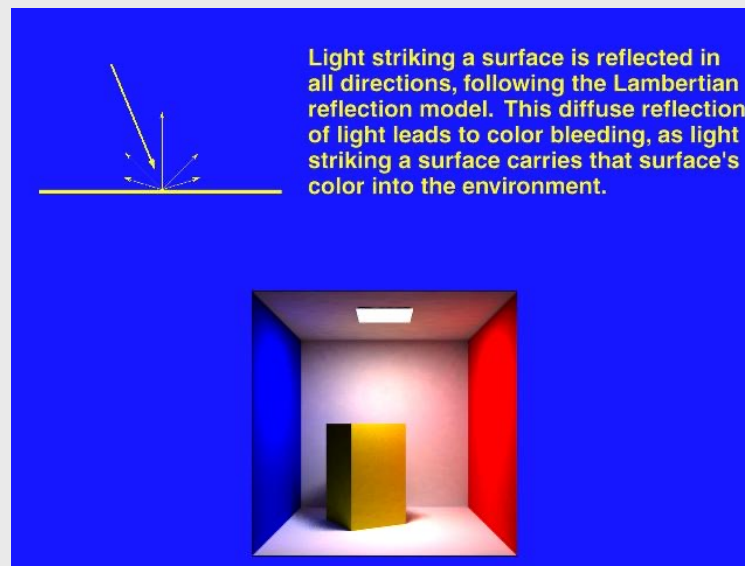 Light striking a surface is reflected in
all directions, following the Lambertian
reflection model. This diffuse reflection
of light leads to color bleeding, as light
striking a surface carries that surface's
color into the environment.